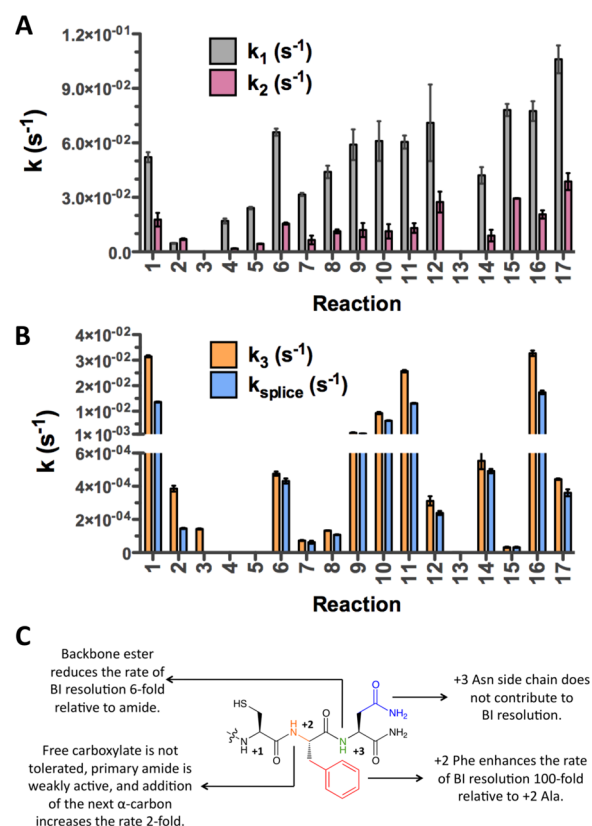 A
1.2×10⁻⁰¹
9.0×10⁻⁰²
6.0×10⁻⁰²
3.0×10⁻⁰²
0.0
k (s⁻¹)
k₁ (s⁻¹)
k₂ (s⁻¹)
1 2 3 4 5 6 7 8 9 10 11 12 13 14 15 16 17
Reaction
B
4×10⁻⁰²
3×10⁻⁰²
2×10⁻⁰²
1×10⁻⁰²
1×10⁻⁰³
6×10⁻⁰⁴
4×10⁻⁰⁴
2×10⁻⁰⁴
0
k (s⁻¹)
k₃ (s⁻¹)
kₛₚₗᵢcₑ (s⁻¹)
1 2 3 4 5 6 7 8 9 10 11 12 13 14 15 16 17
Reaction
C
Backbone ester
reduces the rate of
BI resolution 6-fold
relative to amide.
Free carboxylate is not
tolerated, primary amide is
weakly active, and addition
of the next α-carbon
increases the rate 2-fold.
HS
N
H
+1
O
H
N
+2
O
N
H
+3
O
NH₂
O
NH₂
+3 Asn side chain does
not contribute to
BI resolution.
+2 Phe enhances the rate
of BI resolution 100-fold
relative to +2 Ala.